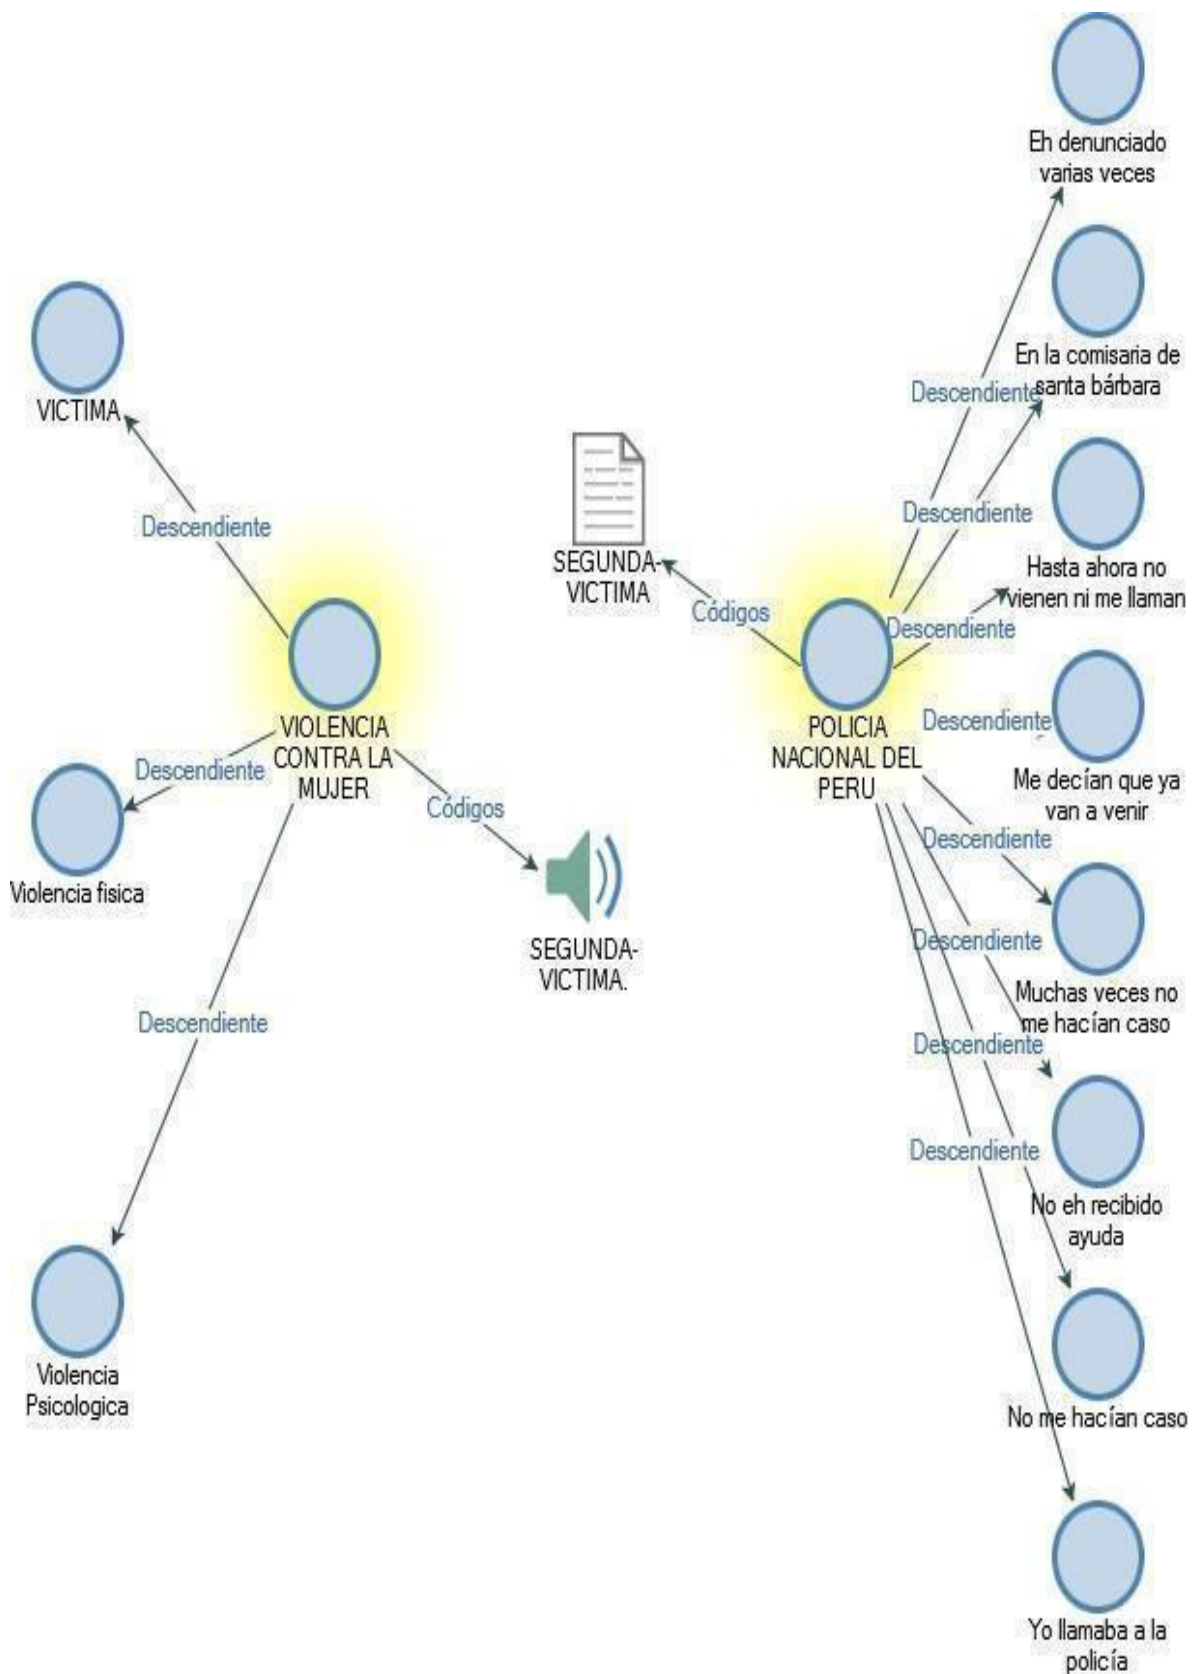 Eh denunciado
varias veces
Descendiente
En la comisaria de
santa bárbara
Descendiente
Hasta ahora no
vienen ni me llaman
Descendiente
Me decían que ya
van a venir
Descendiente
Muchas veces no
me hacían caso
Descendiente
No eh recibido
ayuda
Descendiente
No me hacían caso
Descendiente
Yo llamaba a la
policía
Descendiente
POLICIA
NACIONAL DEL
PERU
Códigos
SEGUNDA-
VICTIMA
VICTIMA
Descendiente
VIOLENCIA
CONTRA LA
MUJER
Descendiente
Violencia fisica
Códigos
SEGUNDA-
VICTIMA.
Descendiente
Violencia
Psicologica